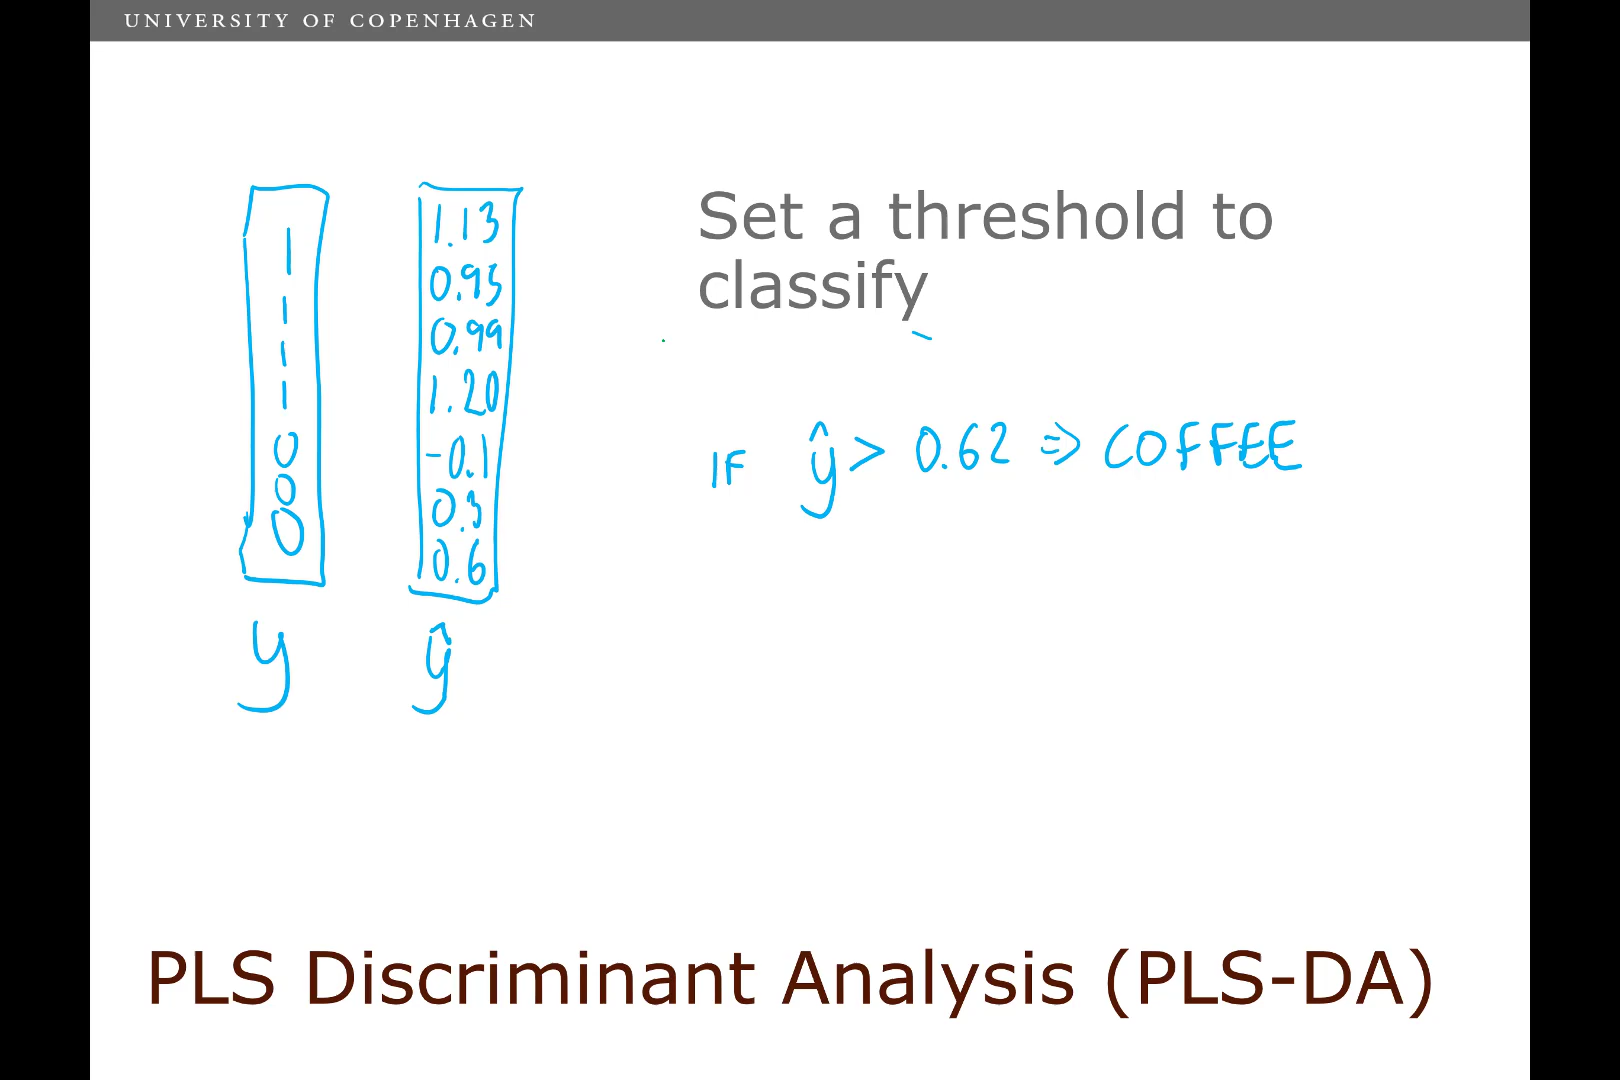 UNIVERSITY OF COPENHAGEN
Set a threshold to
classify
1
1
1
1
0
0
0
y
1.13
0.95
0.99
1.20
-0.1
0.3
0.6
ŷ
IF ŷ > 0.62 ⇒ COFFEE
PLS Discriminant Analysis (PLS-DA)